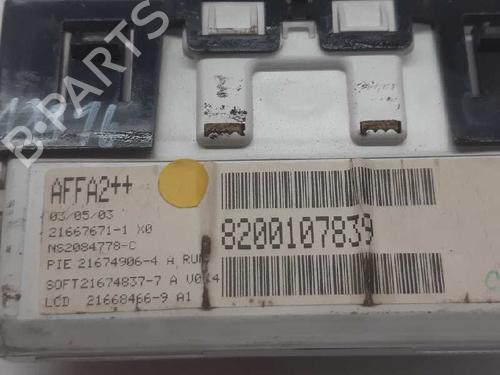 B-PARTS
AFFA2++
03/05/03
21667671-1 X0
NS2084778-C
PIE 21674906-4 A RUN
SOFT21674837-7 A V014
LCD 21668466-9 A1
8200107839